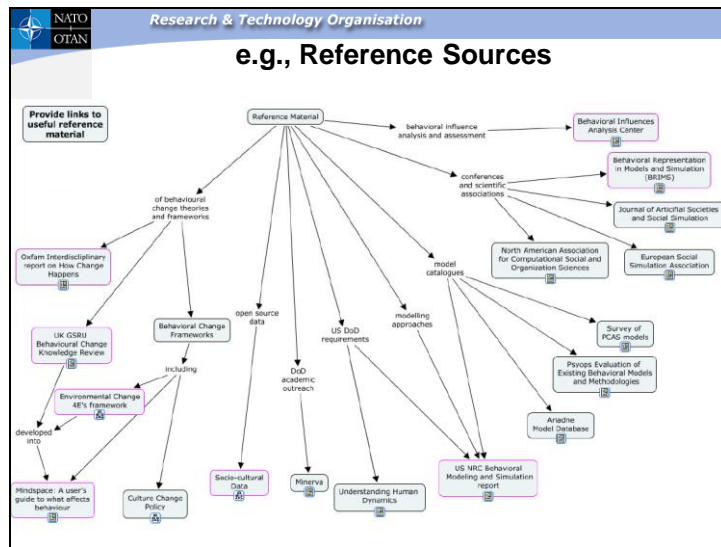 NATO
OTAN
Research & Technology Organisation
e.g., Reference Sources
Provide links to
useful reference
material
Reference Material
behavioral influence
analysis and assessment
Behavioral Influences
Analysis Center
Behavioral Representation
in Models and Simulation
(BRIMS)
conferences
and scientific
associations
of behavioural
change theories
and frameworks
Journal of Artificial Societies
and Social Simulation
Oxfam Interdisciplinary
report on How Change
Happens
North American Association
for Computational Social and
Organization Sciences
European Social
Simulation Association
model
catalogues
open source
data
modelling
approaches
US DoD
requirements
UK GSRU
Behavioural Change
Knowledge Review
Behavioral Change
Frameworks
Survey of
PCAS models
including
DoD
academic
outreach
Psyops Evaluation of
Existing Behavioral Models
and Methodologies
Environmental Change
4E's framework
Ariadne
Model Database
developed
into
Mindspace: A user's
guide to what affects
behaviour
Culture Change
Policy
Socio-cultural
Data
Minerva
Understanding Human
Dynamics
US NRC Behavioral
Modeling and Simulation
report